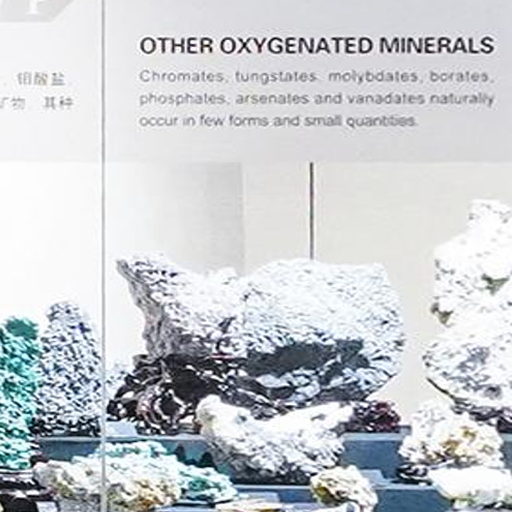 OTHER OXYGENATED MINERALS
、钼酸盐、
Chromates, tungstates, molybdates, borates,
矿物，其种
phosphates, arsenates and vanadates naturally
occur in few forms and small quantities.